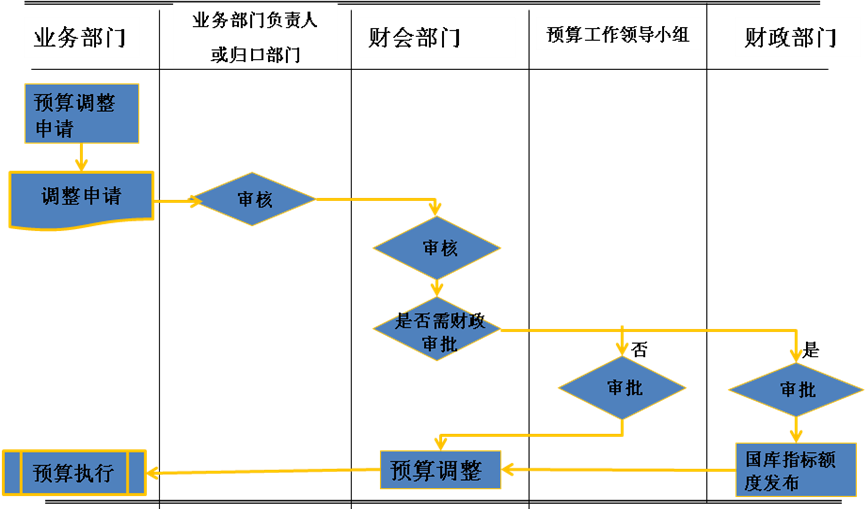 业务部门
业务部门负责人
或归口部门
财会部门
预算工作领导小组
财政部门
预算调整
申请
调整申请
审核
审核
是否需财政
审批
否
是
审批
审批
预算执行
预算调整
国库指标额
度发布